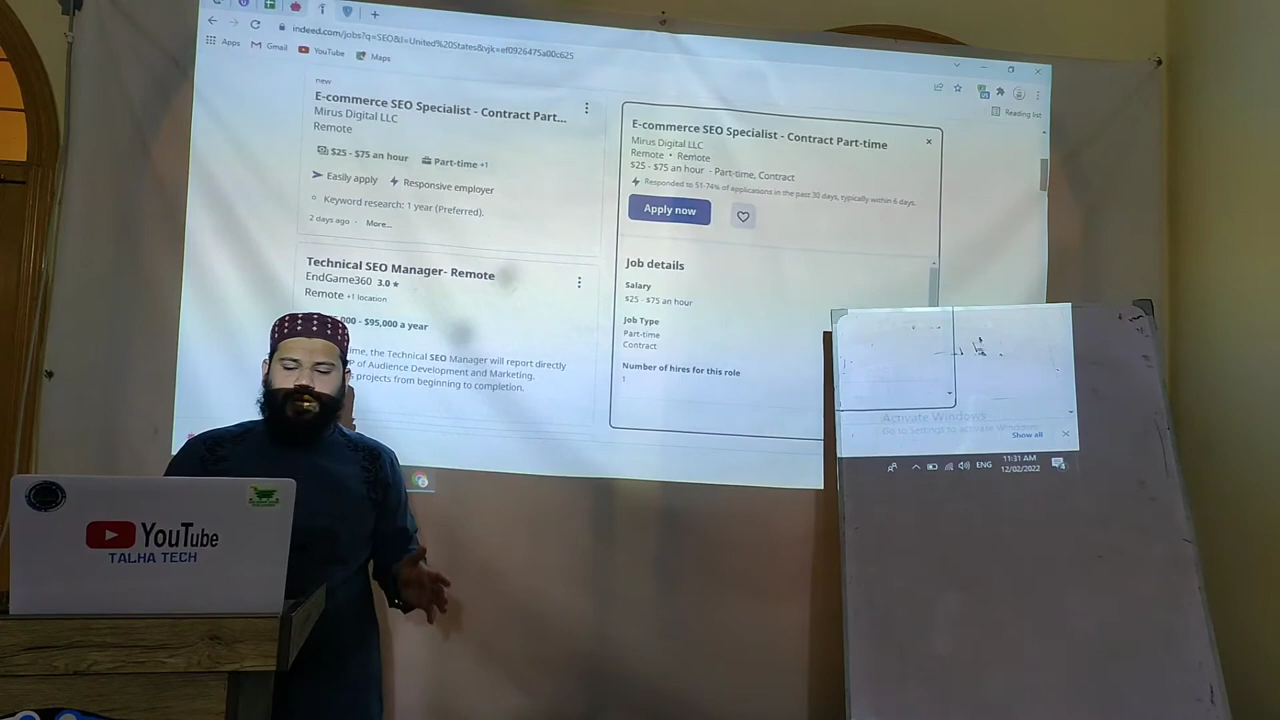 indeed.com/jobs?q=SEO&l=United%20States&vjk=ef0926475a00c625
Apps Gmail YouTube Maps
Reading list
new
E-commerce SEO Specialist - Contract Part...
Mirus Digital LLC
Remote
$25 - $75 an hour Part-time +1
Easily apply Responsive employer
Keyword research: 1 year (Preferred).
2 days ago · More...
Technical SEO Manager- Remote
EndGame360 3.0 ★
Remote +1 location
000 - $95,000 a year
me, the Technical SEO Manager will report directly
P of Audience Development and Marketing.
projects from beginning to completion.
E-commerce SEO Specialist - Contract Part-time
Mirus Digital LLC
Remote • Remote
$25 - $75 an hour - Part-time, Contract
Responded to 51-74% of applications in the past 30 days, typically within 6 days.
Apply now
Job details
Salary
$25 - $75 an hour
Job Type
Part-time
Contract
Number of hires for this role
1
Activate Windows
Go to Settings to activate Windows.
Show all
ENG
11:31 AM
12/02/2022
YouTube
TALHA TECH